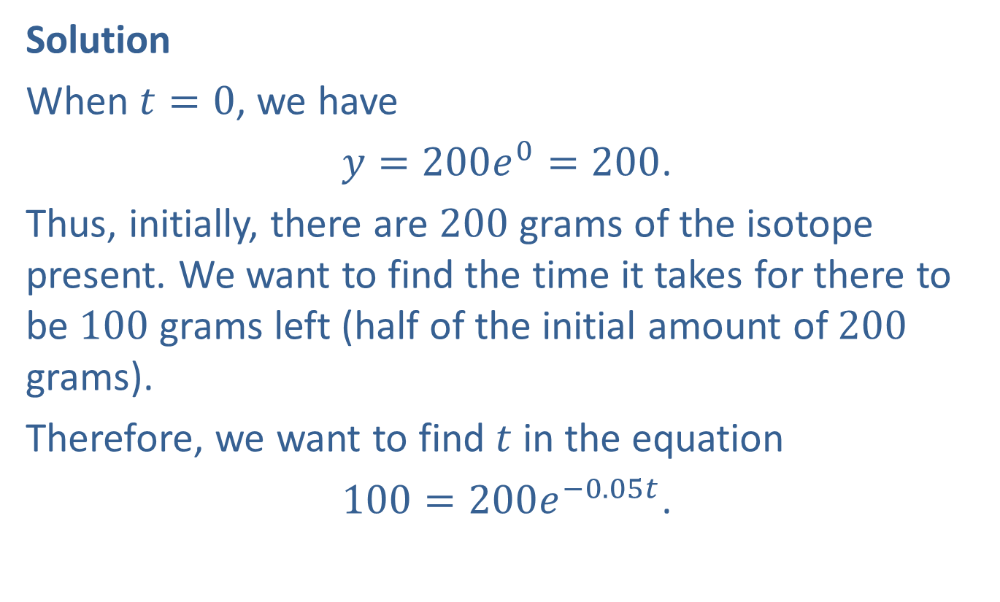 Solution
When t = 0, we have
y = 200e⁰ = 200.
Thus, initially, there are 200 grams of the isotope
present. We want to find the time it takes for there to
be 100 grams left (half of the initial amount of 200
grams).
Therefore, we want to find t in the equation
100 = 200e⁻⁰·⁰⁵ᵗ.